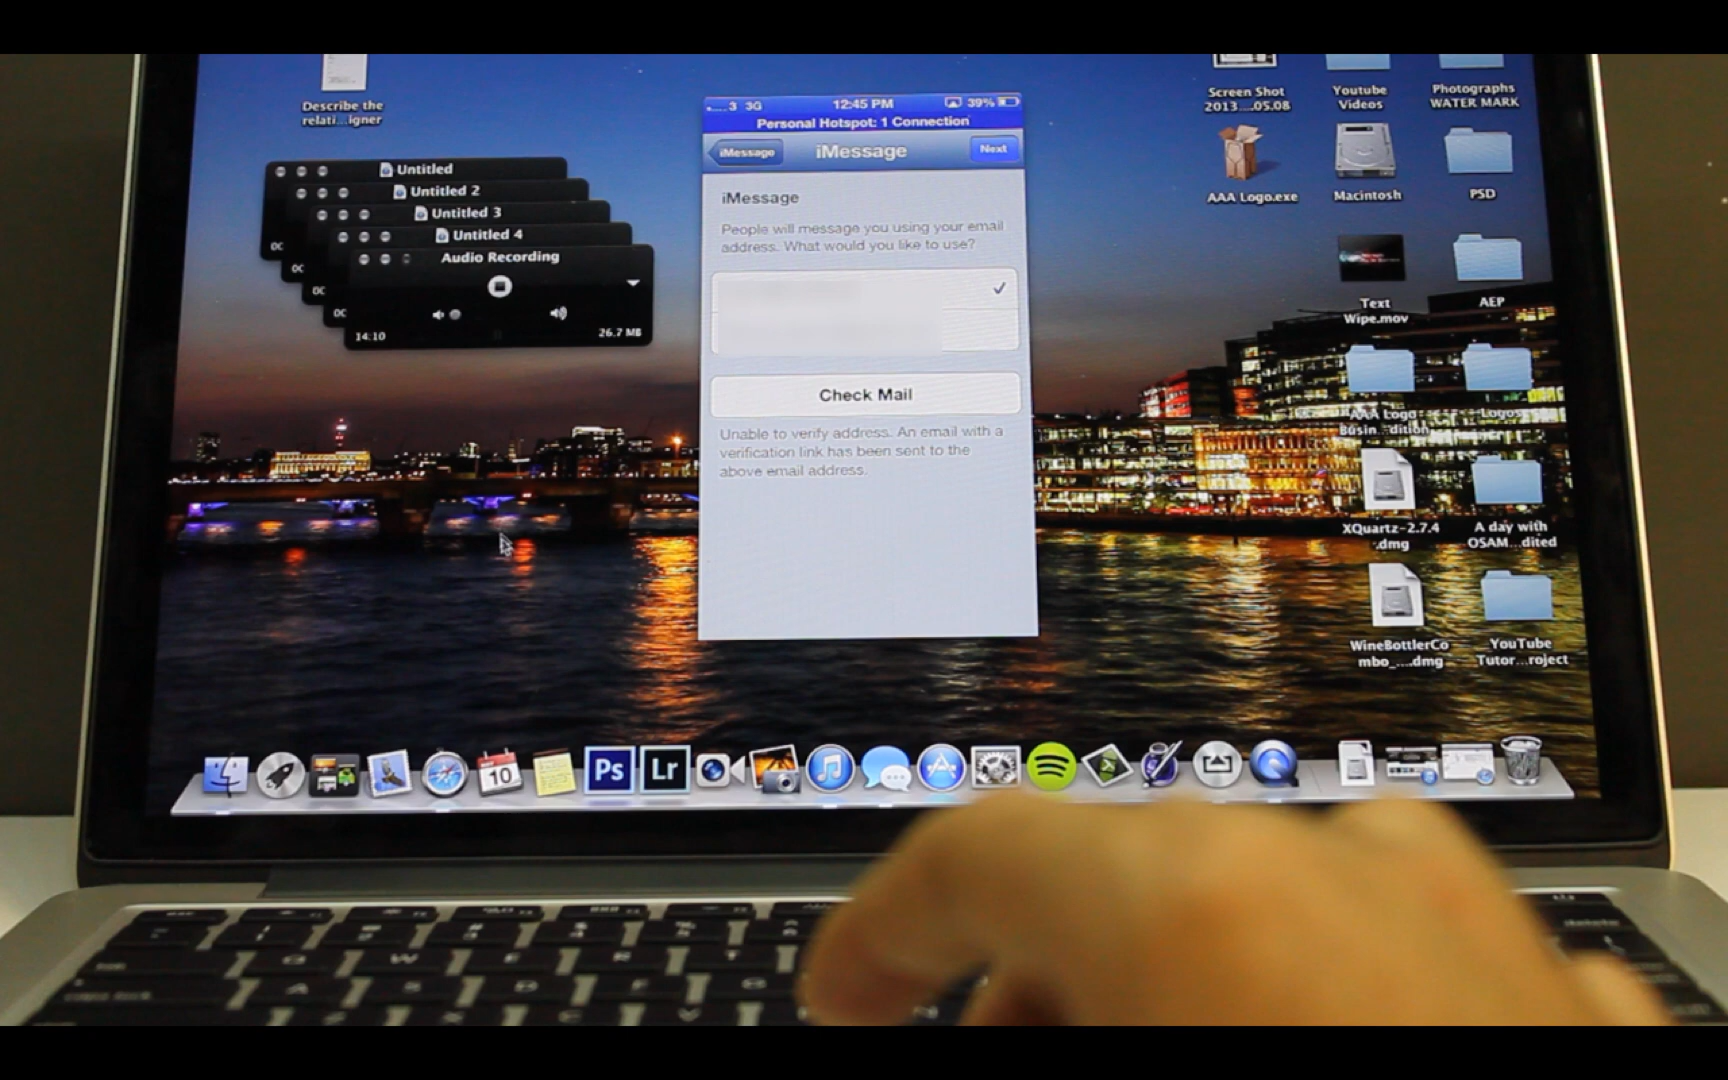 Describe the
relati...igner
Untitled
Untitled 2
Untitled 3
Untitled 4
Audio Recording
14:10
26.7 MB
3 3G
12:45 PM
39%
Personal Hotspot: 1 Connection
iMessage
iMessage
Next
iMessage
People will message you using your email
address. What would you like to use?
Check Mail
Unable to verify address. An email with a
verification link has been sent to the
above email address.
Screen Shot
2013....05.08
Youtube
Videos
Photographs
WATER MARK
AAA Logo.exe
Macintosh
PSD
Text
Wipe.mov
AEP
AAA Logo
Busin...dition
Logos
XQuartz-2.7.4
.dmg
A day with
OSAM...dited
WineBottlerCo
mbo_....dmg
YouTube
Tutor...roject
10
Ps
Lr